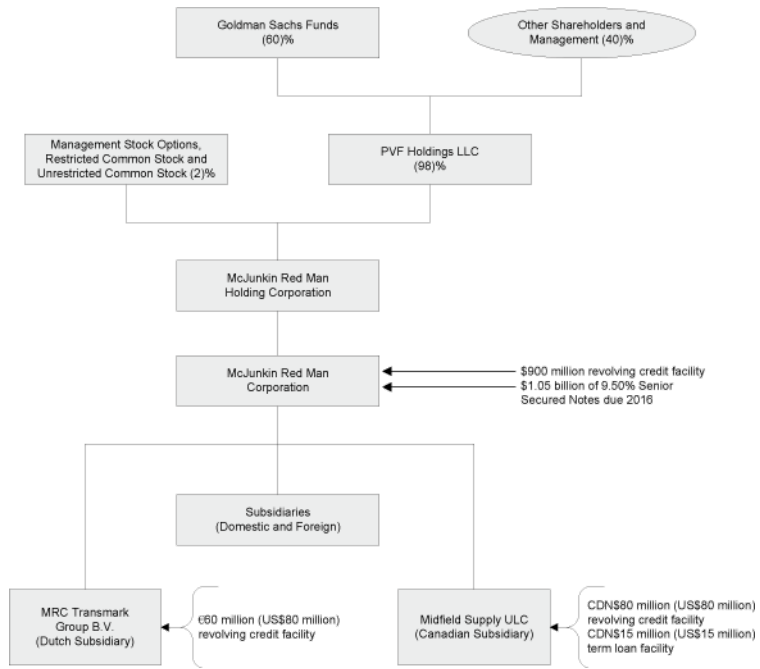 Goldman Sachs Funds
(60)%
Other Shareholders and
Management (40)%
Management Stock Options,
Restricted Common Stock and
Unrestricted Common Stock (2)%
PVF Holdings LLC
(98)%
McJunkin Red Man
Holding Corporation
McJunkin Red Man
Corporation
$900 million revolving credit facility
$1.05 billion of 9.50% Senior
Secured Notes due 2016
Subsidiaries
(Domestic and Foreign)
MRC Transmark
Group B.V.
(Dutch Subsidiary)
€60 million (US$80 million)
revolving credit facility
Midfield Supply ULC
(Canadian Subsidiary)
CDN$80 million (US$80 million)
revolving credit facility
CDN$15 million (US$15 million)
term loan facility